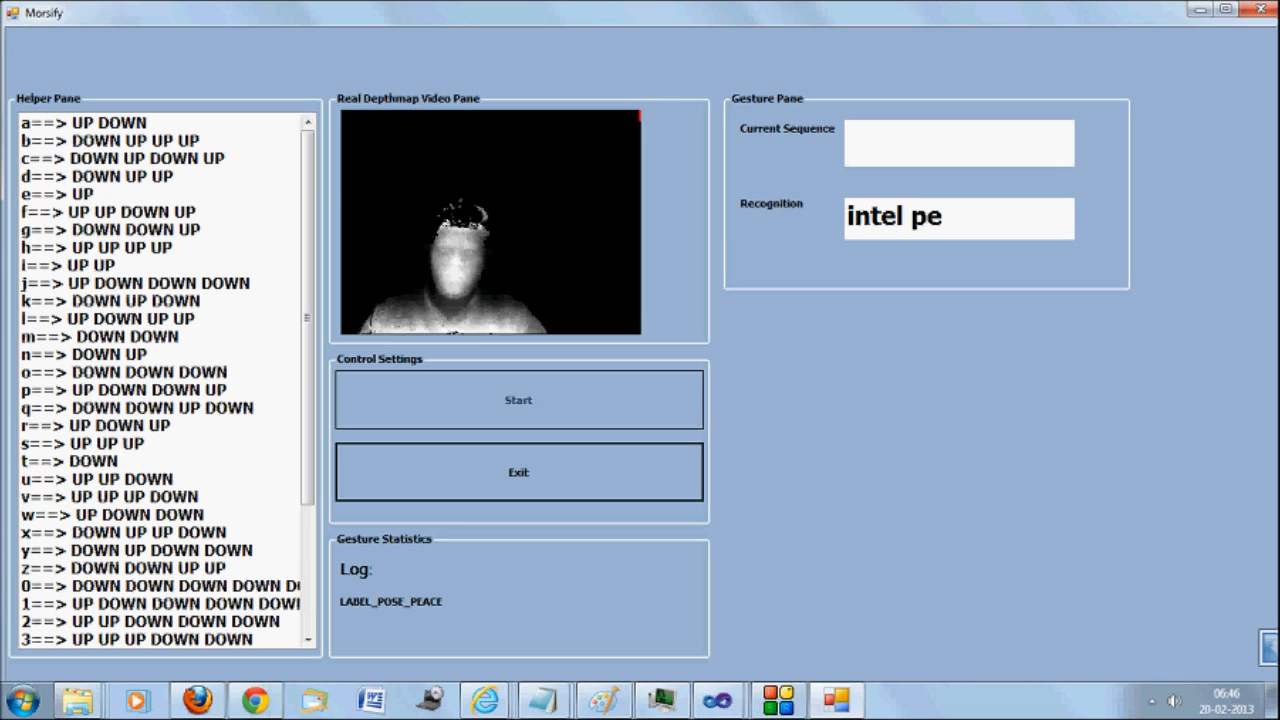 Morsify
Helper Pane
a==> UP DOWN
b==> DOWN UP UP UP
c==> DOWN UP DOWN UP
d==> DOWN UP UP
e==> UP
f==> UP UP DOWN UP
g==> DOWN DOWN UP
h==> UP UP UP UP
i==> UP UP
j==> UP DOWN DOWN DOWN
k==> DOWN UP DOWN
l==> UP DOWN UP UP
m==> DOWN DOWN
n==> DOWN UP
o==> DOWN DOWN DOWN
p==> UP DOWN DOWN UP
q==> DOWN DOWN UP DOWN
r==> UP DOWN UP
s==> UP UP UP
t==> DOWN
u==> UP UP DOWN
v==> UP UP UP DOWN
w==> UP DOWN DOWN
x==> DOWN UP UP DOWN
y==> DOWN UP DOWN DOWN
z==> DOWN DOWN UP UP
0==> DOWN DOWN DOWN DOWN DO
1==> UP DOWN DOWN DOWN DOW
2==> UP UP DOWN DOWN DOWN
3==> UP UP UP DOWN DOWN
Real Depthmap Video Pane
Control Settings
Start
Exit
Gesture Statistics
Log:
LABEL_POSE_PEACE
Gesture Pane
Current Sequence
Recognition
intel pe
06:46
20-02-2013